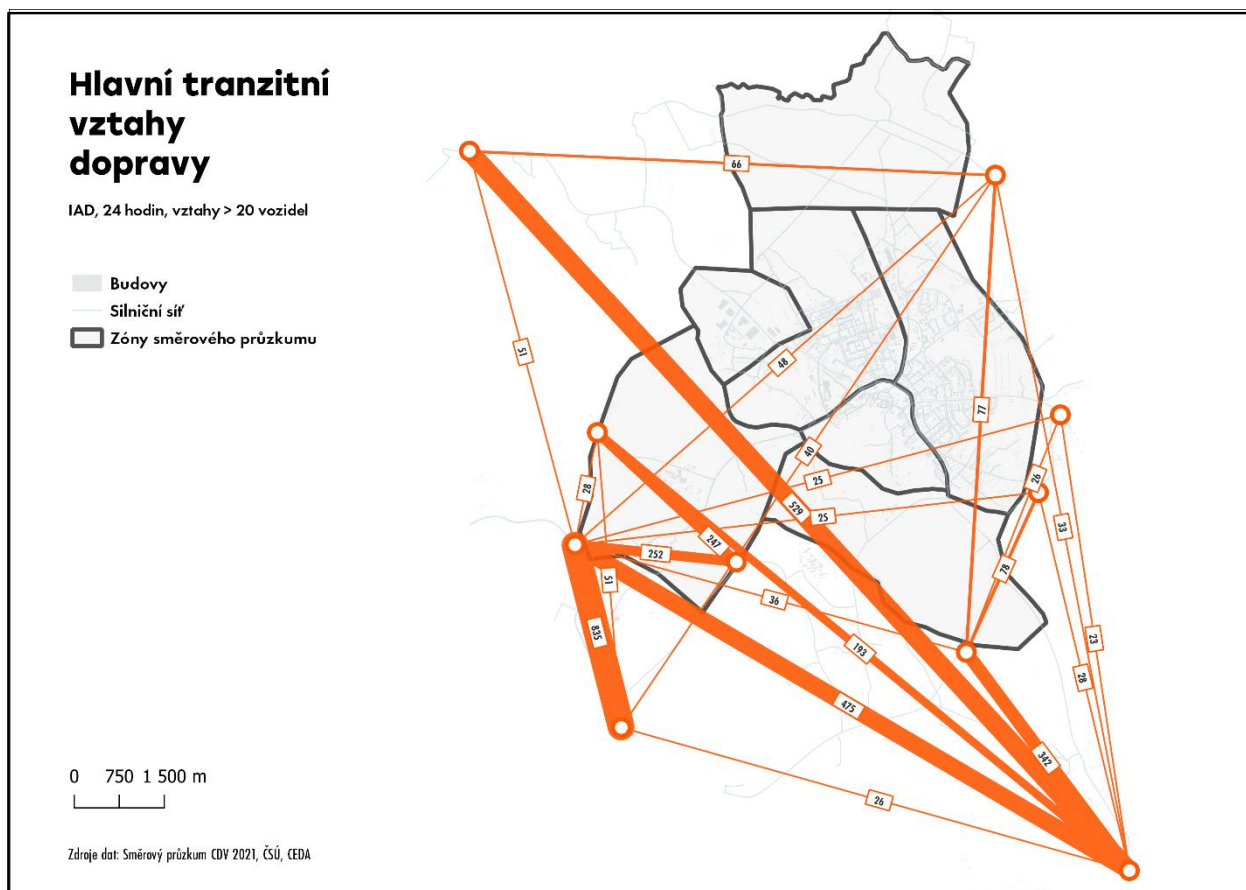 Hlavní tranzitní
vztahy
dopravy
IAD, 24 hodin, vztahy > 20 vozidel
Budovy
Silniční síť
Zóny směrového průzkumu
66
51
48
77
40
26
25
25
529
33
28
247
252
78
51
36
835
193
23
28
475
342
26
0 750 1 500 m
Zdroje dat: Směrový průzkum CDV 2021, ČSÚ, CEDA